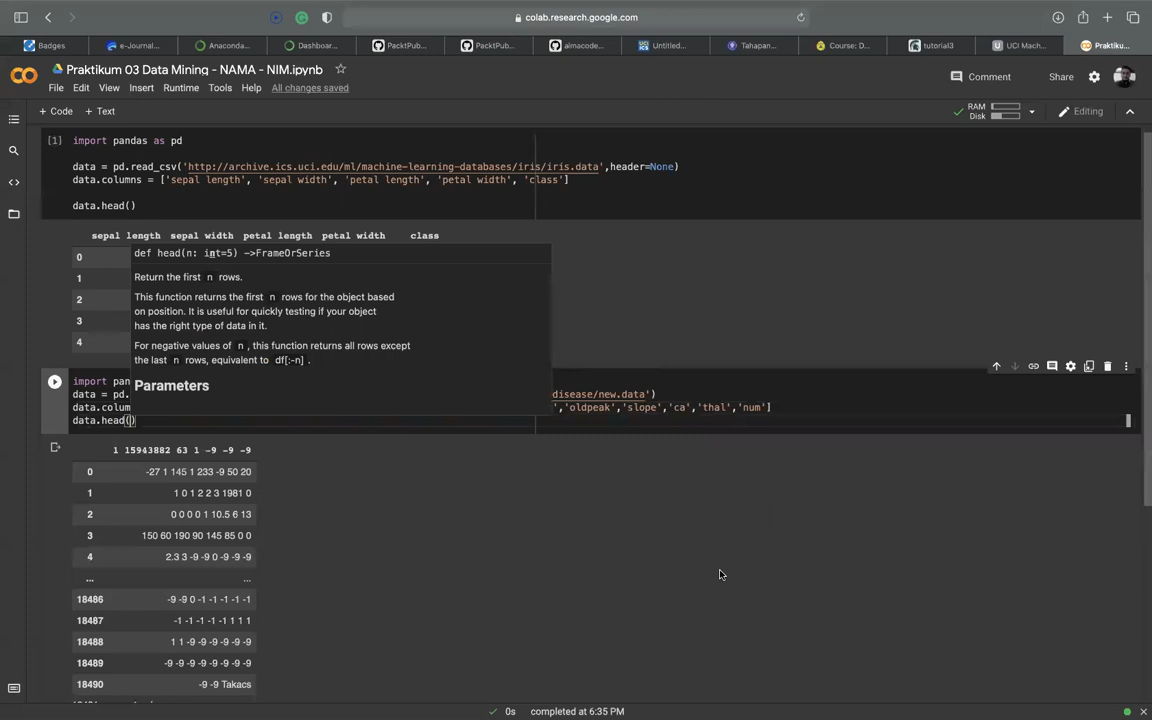 colab.research.google.com
Badges
e-Journal...
Anaconda...
Dashboar...
PacktPub...
PacktPub...
aimacode...
Untitled...
Tahapan...
Course: D...
tutorial3
UCI Mach...
Praktiku...
Praktikum 03 Data Mining - NAMA - NIM.ipynb
Comment
Share
File Edit View Insert Runtime Tools Help All changes saved
+ Code + Text
RAM
Disk
Editing
[1] import pandas as pd
data = pd.read_csv('http://archive.ics.uci.edu/ml/machine-learning-databases/iris/iris.data',header=None)
data.columns = ['sepal length', 'sepal width', 'petal length', 'petal width', 'class']
data.head()
sepal length sepal width petal length petal width class
0
def head(n: int=5) ->FrameOrSeries
1
Return the first n rows.
2
This function returns the first n rows for the object based
on position. It is useful for quickly testing if your object
3
has the right type of data in it.
4
For negative values of n, this function returns all rows except
the last n rows, equivalent to df[:-n].
Parameters
import pan
data = pd. disease/new.data')
data.colum ,'oldpeak','slope','ca','thal','num']
data.head()
1 15943882 63 1 -9 -9 -9
0 -27 1 145 1 233 -9 50 20
1 1 0 1 2 2 3 1981 0
2 0 0 0 0 1 10.5 6 13
3 150 60 190 90 145 85 0 0
4 2.3 3 -9 -9 0 -9 -9 -9
... ...
18486 -9 -9 0 -1 -1 -1 -1 -1
18487 -1 -1 -1 -1 -1 1 1 1
18488 1 1 -9 -9 -9 -9 -9 -9
18489 -9 -9 -9 -9 -9 -9 -9 -9
18490 -9 -9 Takacs
0s completed at 6:35 PM